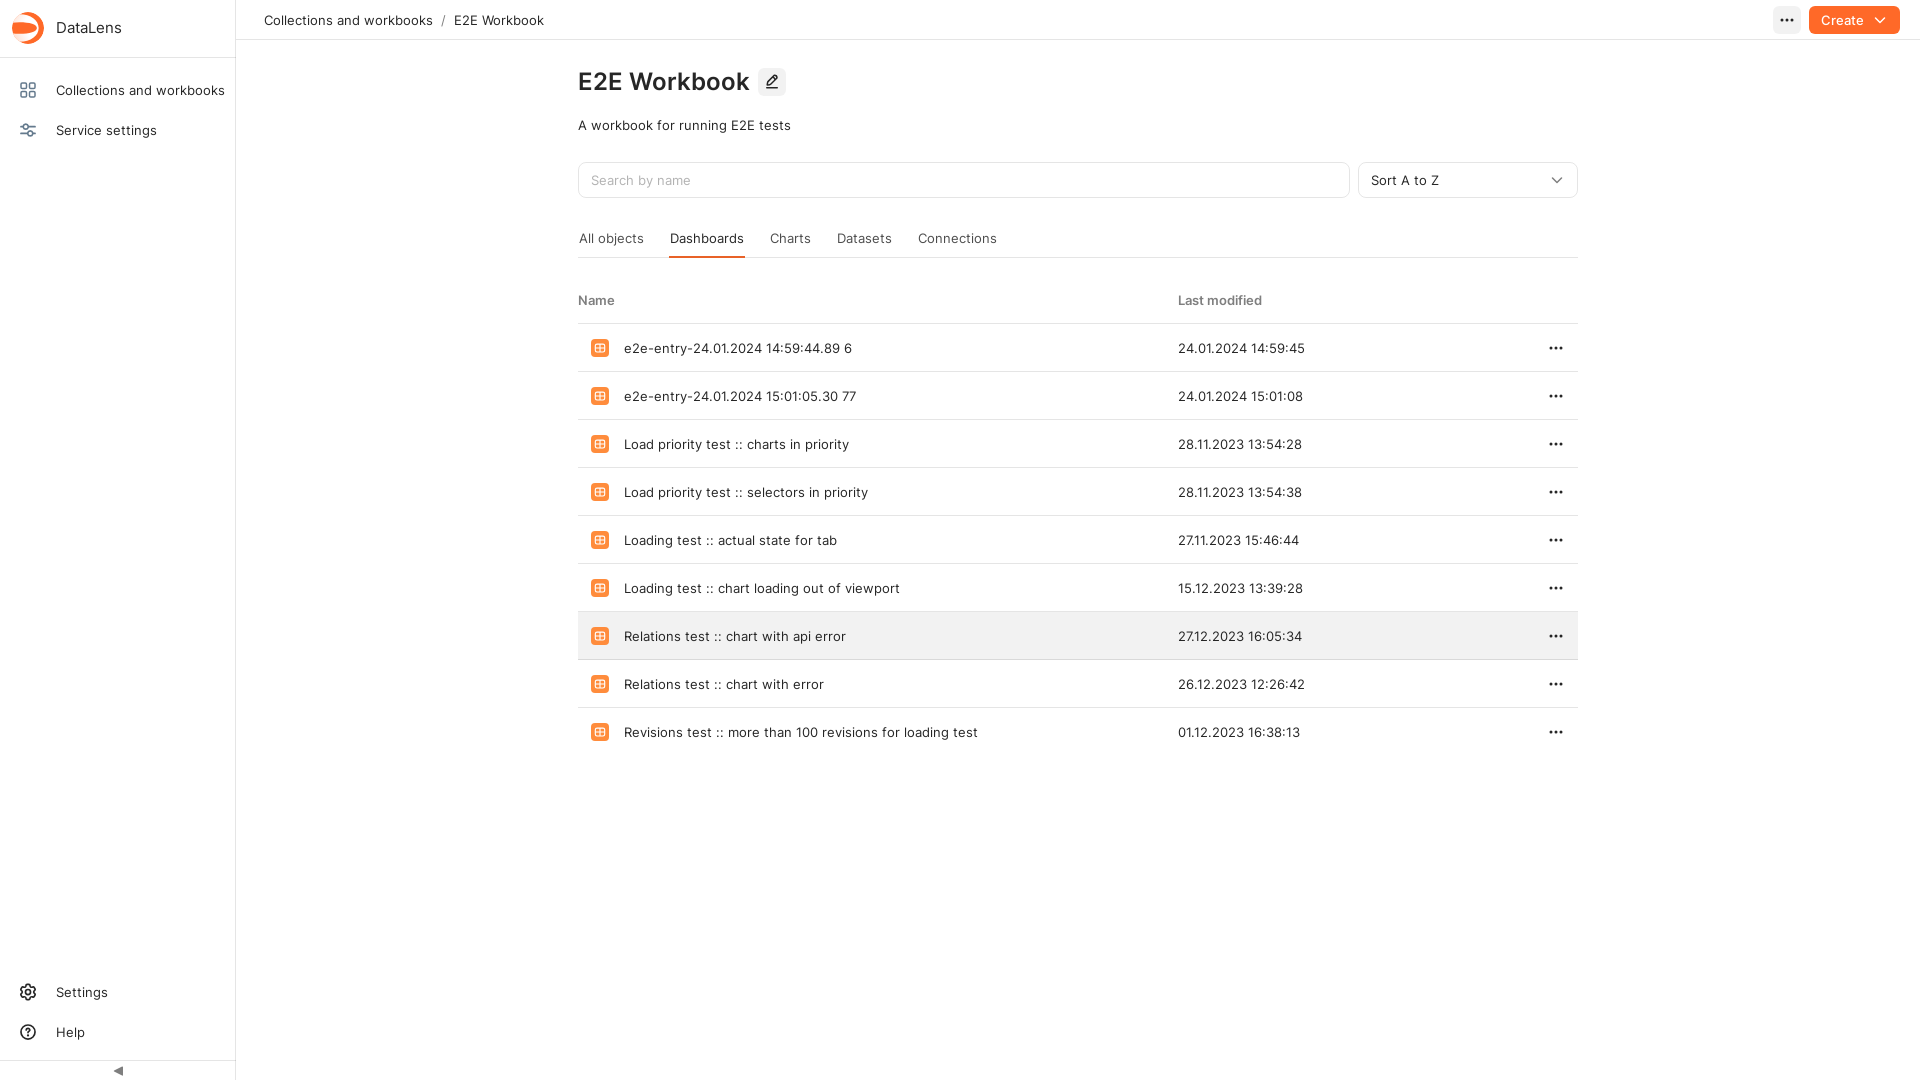 DataLens
Collections and workbooks / E2E Workbook
Create
Collections and workbooks
Service settings
E2E Workbook
A workbook for running E2E tests
Search by name
Sort A to Z
All objects Dashboards Charts Datasets Connections
Name Last modified
e2e-entry-24.01.2024 14:59:44.89 6 24.01.2024 14:59:45
e2e-entry-24.01.2024 15:01:05.30 77 24.01.2024 15:01:08
Load priority test :: charts in priority 28.11.2023 13:54:28
Load priority test :: selectors in priority 28.11.2023 13:54:38
Loading test :: actual state for tab 27.11.2023 15:46:44
Loading test :: chart loading out of viewport 15.12.2023 13:39:28
Relations test :: chart with api error 27.12.2023 16:05:34
Relations test :: chart with error 26.12.2023 12:26:42
Revisions test :: more than 100 revisions for loading test 01.12.2023 16:38:13
Settings
Help